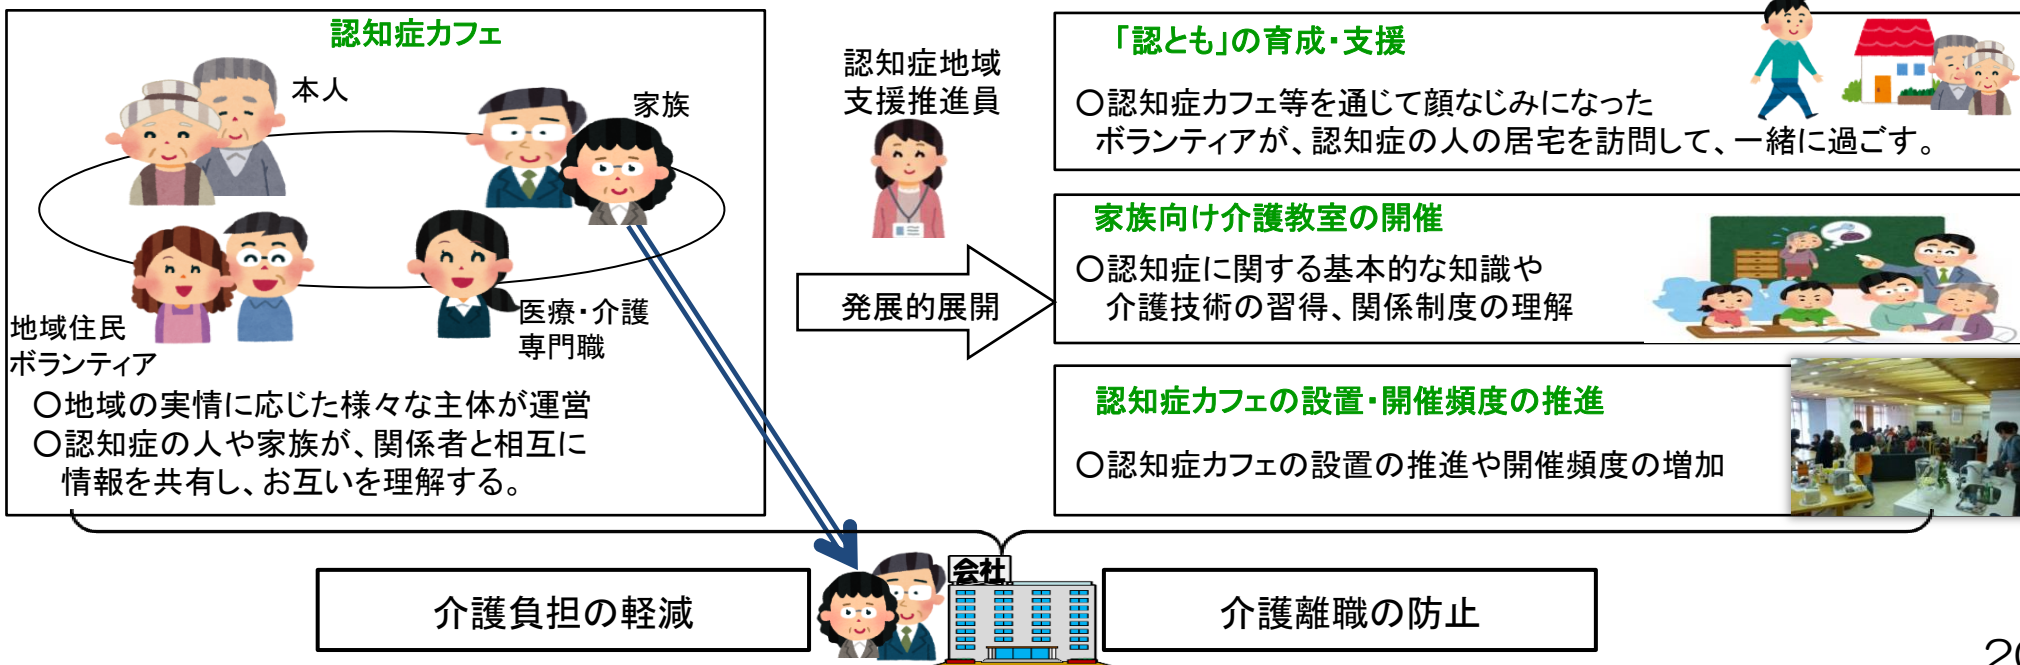 認知症カフェ
本人
家族
地域住民
ボランティア
医療・介護
専門職
○地域の実情に応じた様々な主体が運営
○認知症の人や家族が、関係者と相互に
情報を共有し、お互いを理解する。
認知症地域
支援推進員
発展的展開
「認とも」の育成・支援
○認知症カフェ等を通じて顔なじみになった
ボランティアが、認知症の人の居宅を訪問して、一緒に過ごす。
家族向け介護教室の開催
○認知症に関する基本的な知識や
介護技術の習得、関係制度の理解
認知症カフェの設置・開催頻度の推進
○認知症カフェの設置の推進や開催頻度の増加
介護負担の軽減
会社
介護離職の防止